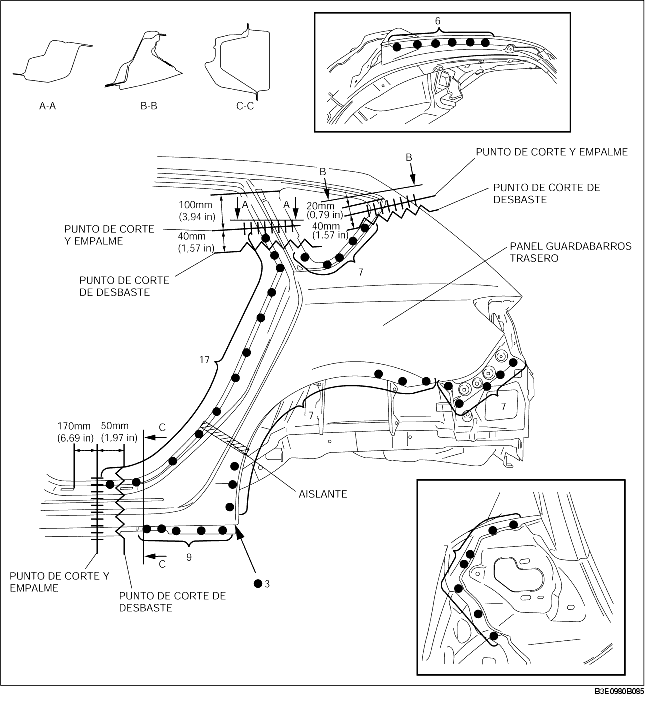 6
A-A
B-B
C-C
B
B
PUNTO DE CORTE Y EMPALME
PUNTO DE CORTE DE
DESBASTE
100mm
(3,94 in)
A
A
20mm
(0,79 in)
40mm
(1.57 in)
PUNTO DE CORTE
Y EMPALME
40mm
(1,57 in)
PANEL GUARDABARROS
TRASERO
7
PUNTO DE CORTE
DE DESBASTE
17
7
7
170mm
(6.69 in)
50mm
(1.97 in)
C
AISLANTE
9
C
3
PUNTO DE CORTE Y
EMPALME
PUNTO DE CORTE DE
DESBASTE
B3E0980B085